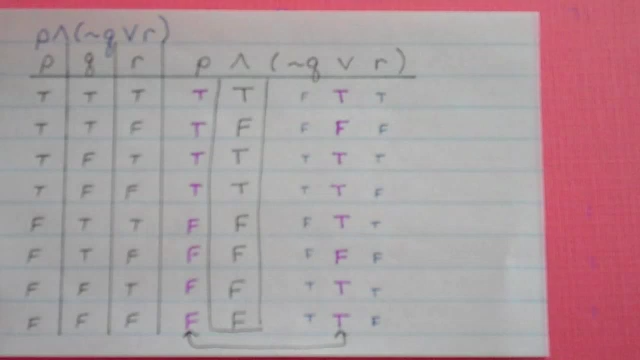 p∧(~q∨r)
p q r p ∧ (~q ∨ r)
T T T T T F T T
T T F T F F F F
T F T T T T T T
T F F T T T T F
F T T F F F T T
F T F F F F F F
F F T F F T T T
F F F F F T T F